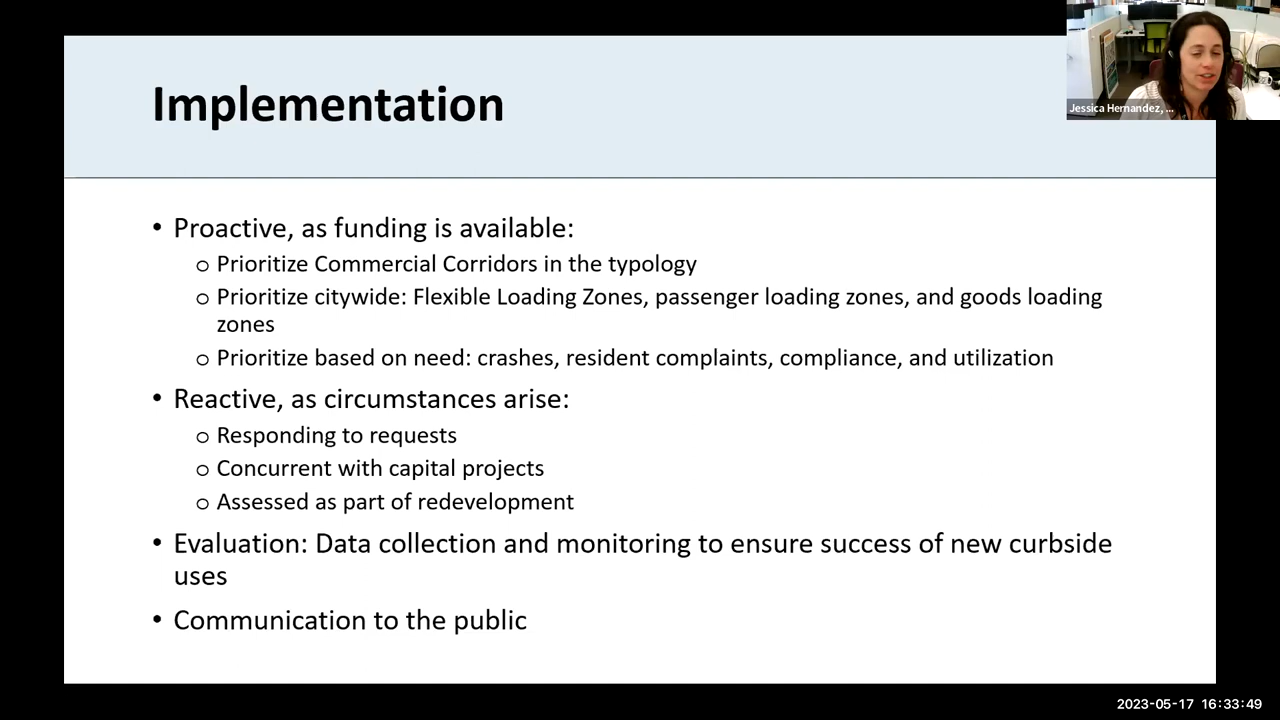 Implementation
Jessica Hernandez, ...
• Proactive, as funding is available:
o Prioritize Commercial Corridors in the typology
o Prioritize citywide: Flexible Loading Zones, passenger loading zones, and goods loading
zones
o Prioritize based on need: crashes, resident complaints, compliance, and utilization
• Reactive, as circumstances arise:
o Responding to requests
o Concurrent with capital projects
o Assessed as part of redevelopment
• Evaluation: Data collection and monitoring to ensure success of new curbside
uses
• Communication to the public
2023-05-17 16:33:49